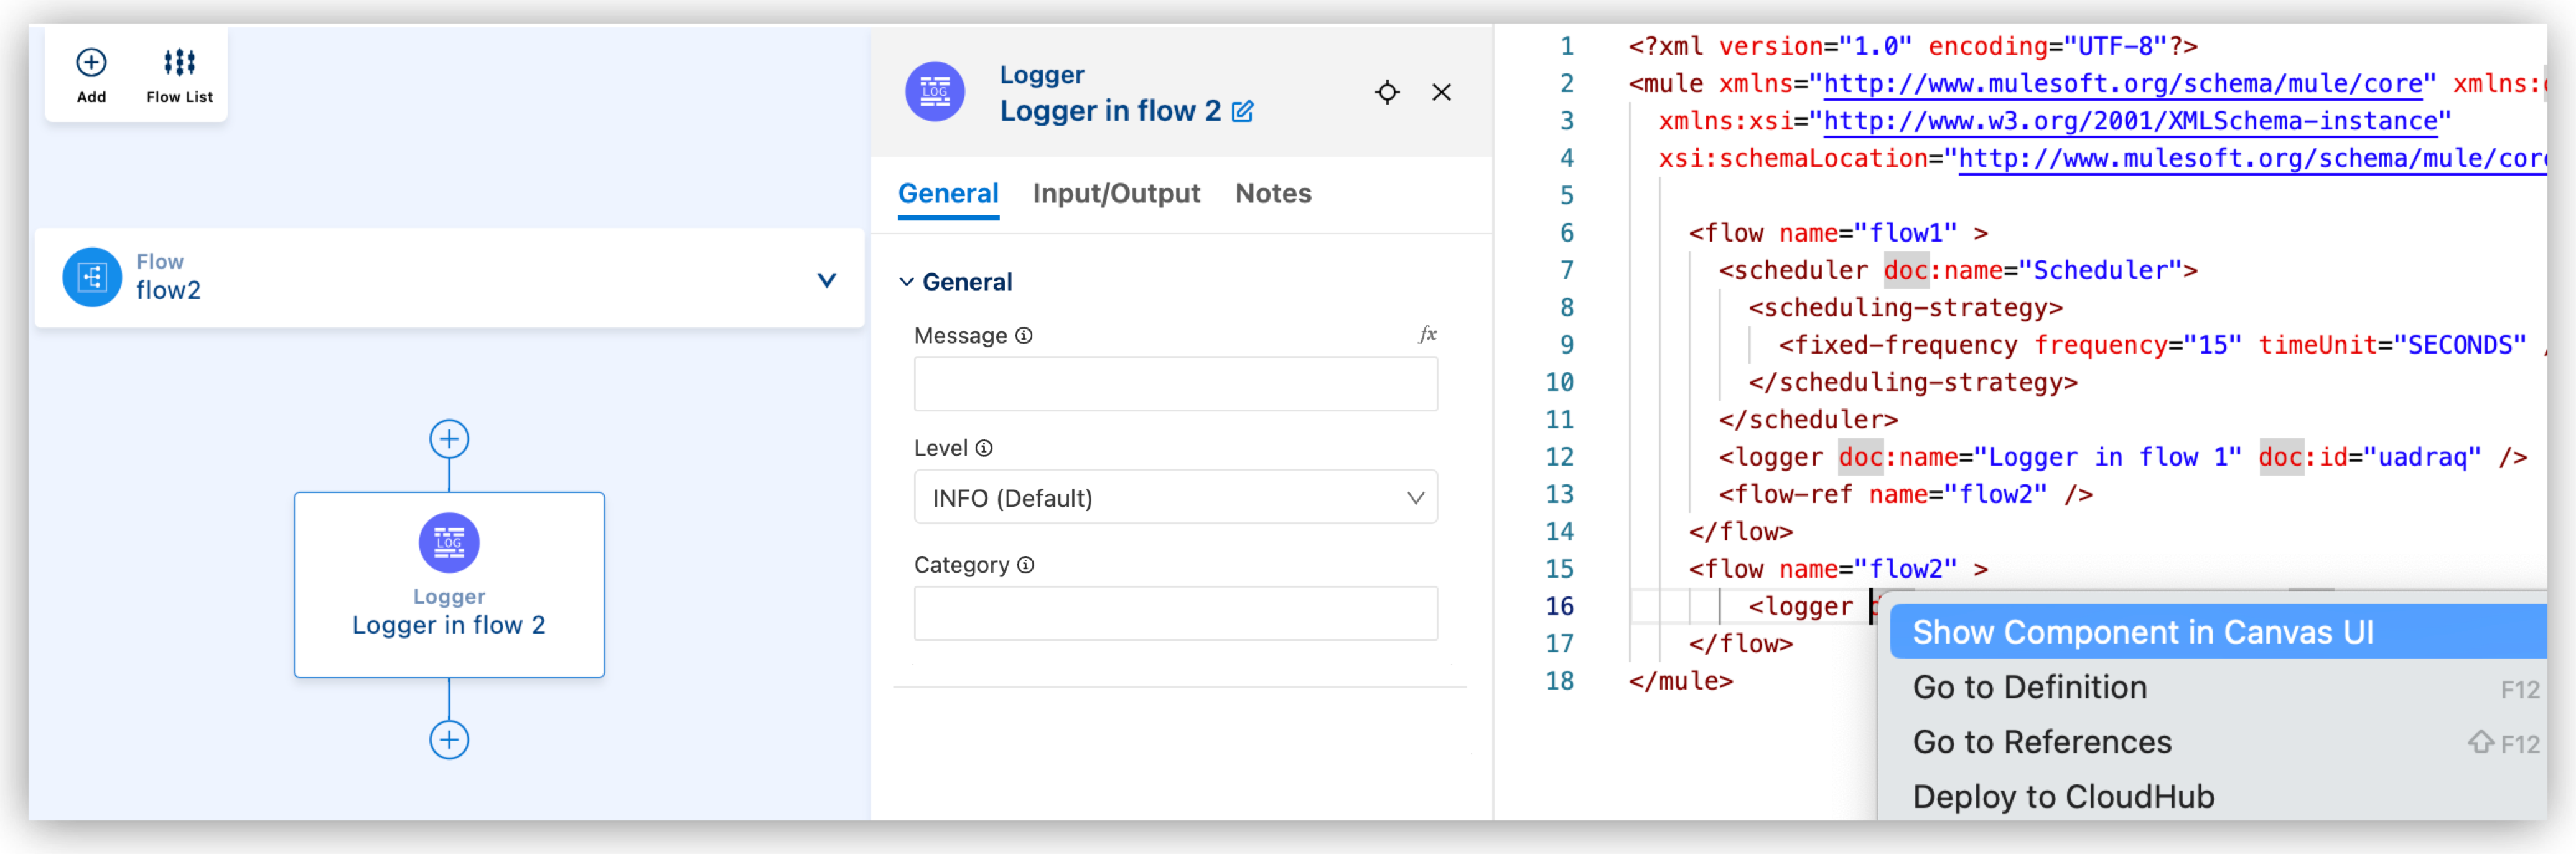 Add
Flow List
Flow
flow2
LOG
Logger
Logger in flow 2
LOG
Logger
Logger in flow 2
General Input/Output Notes
General
Message
fx
Level
INFO (Default)
Category
1 <?xml version="1.0" encoding="UTF-8"?>
2 <mule xmlns="http://www.mulesoft.org/schema/mule/core" xmlns:
3 xmlns:xsi="http://www.w3.org/2001/XMLSchema-instance"
4 xsi:schemaLocation="http://www.mulesoft.org/schema/mule/cor
5
6 <flow name="flow1" >
7 <scheduler doc:name="Scheduler">
8 <scheduling-strategy>
9 <fixed-frequency frequency="15" timeUnit="SECONDS"
10 </scheduling-strategy>
11 </scheduler>
12 <logger doc:name="Logger in flow 1" doc:id="uadraq" />
13 <flow-ref name="flow2" />
14 </flow>
15 <flow name="flow2" >
16 <logger
17 </flow>
18 </mule>
Show Component in Canvas UI
Go to Definition F12
Go to References ⇧F12
Deploy to CloudHub